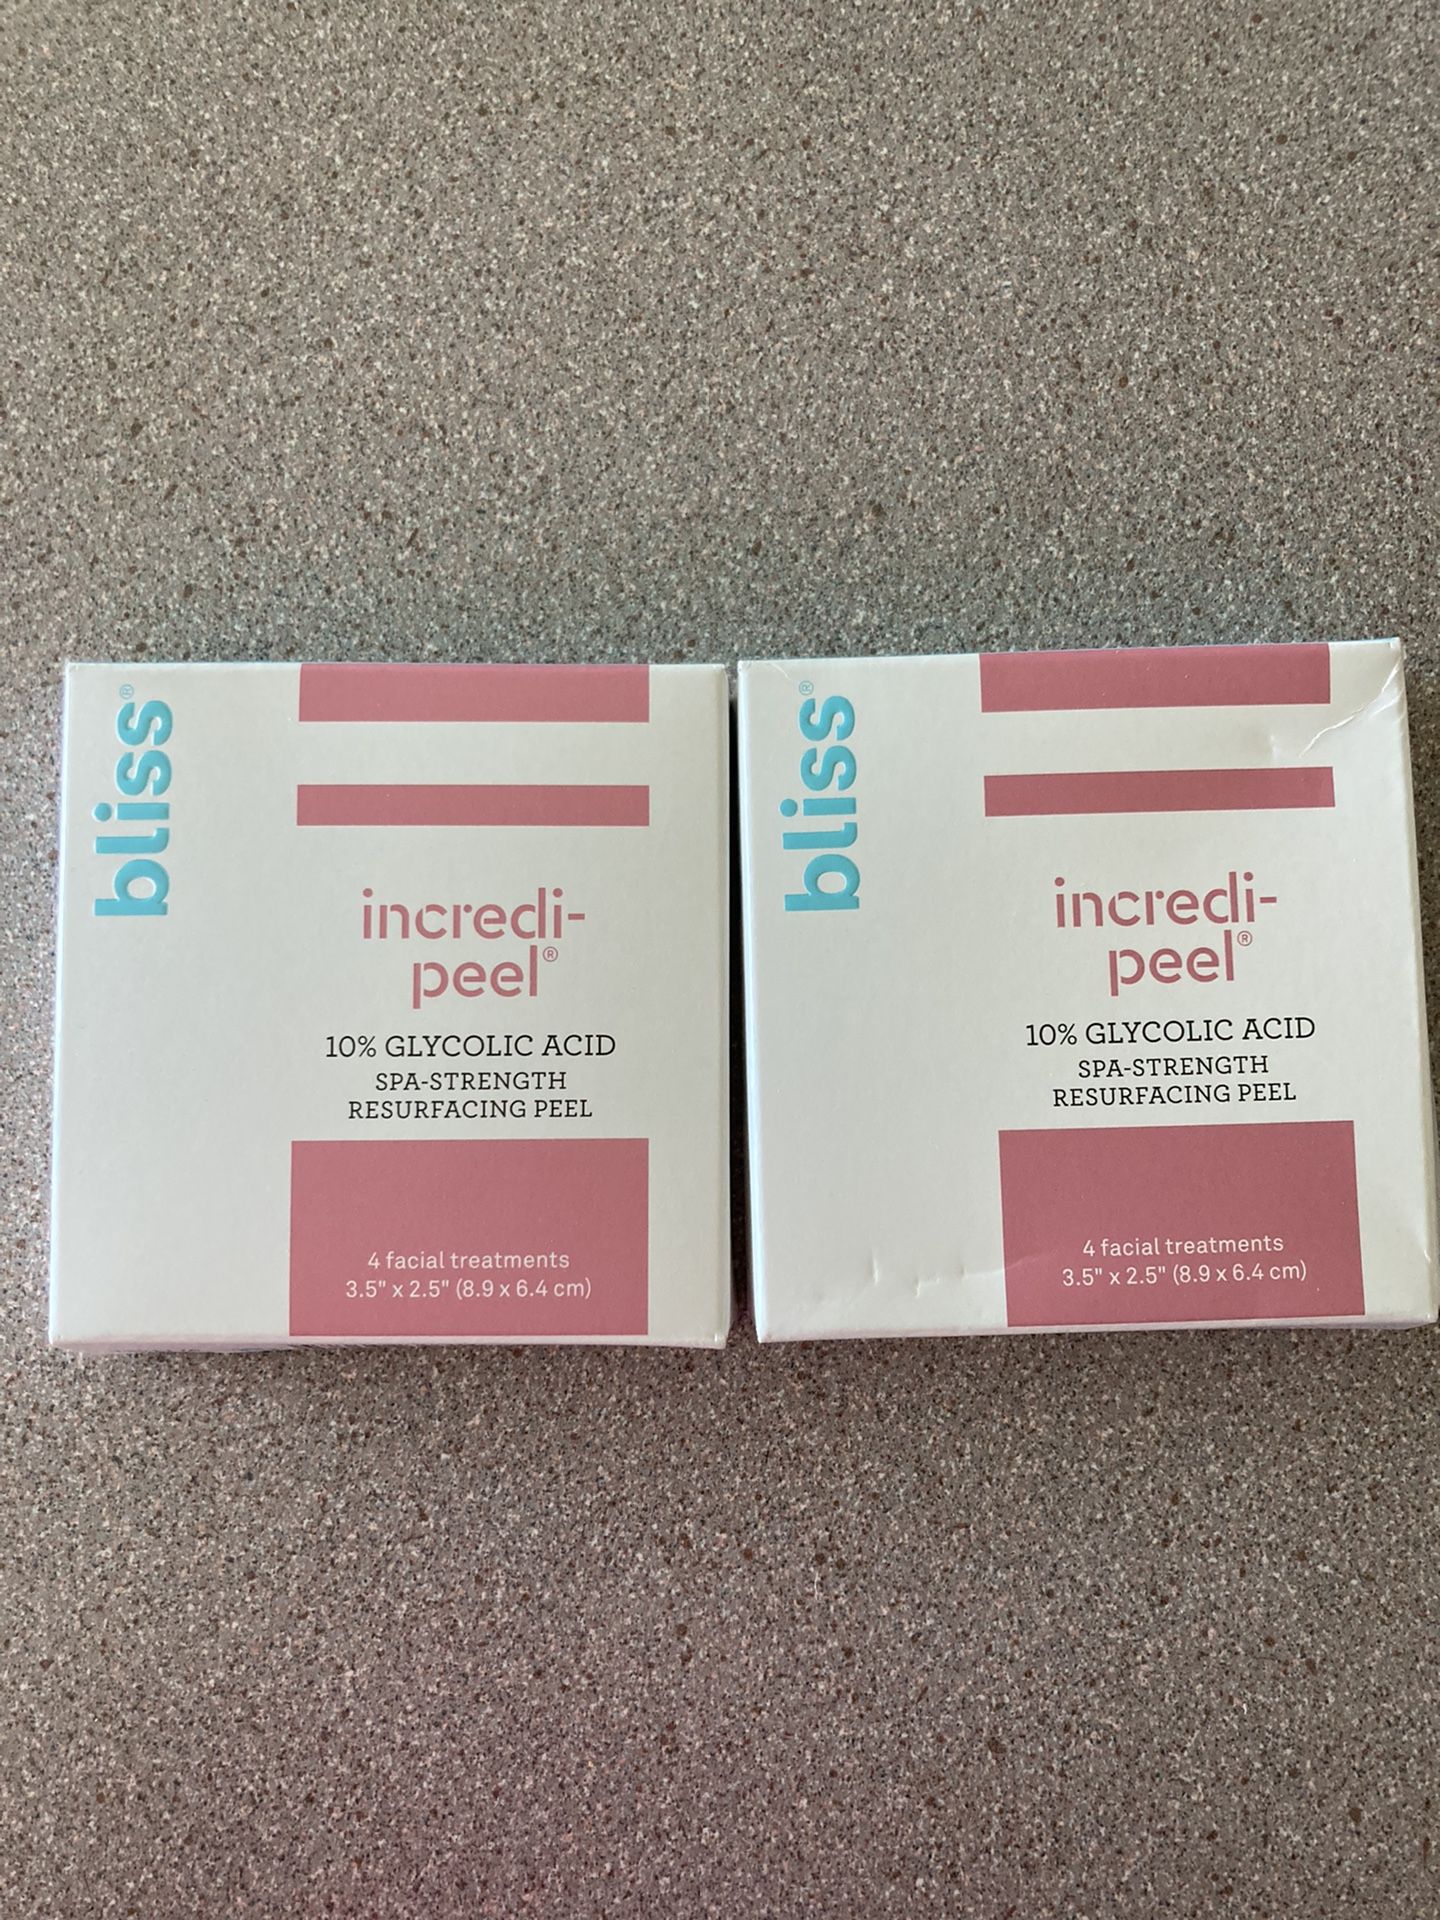 bliss®
incredi-
peel®
10% GLYCOLIC ACID
SPA-STRENGTH
RESURFACING PEEL
4 facial treatments
3.5" x 2.5" (8.9 x 6.4 cm)
bliss®
incredi-
peel®
10% GLYCOLIC ACID
SPA-STRENGTH
RESURFACING PEEL
4 facial treatments
3.5" x 2.5" (8.9 x 6.4 cm)